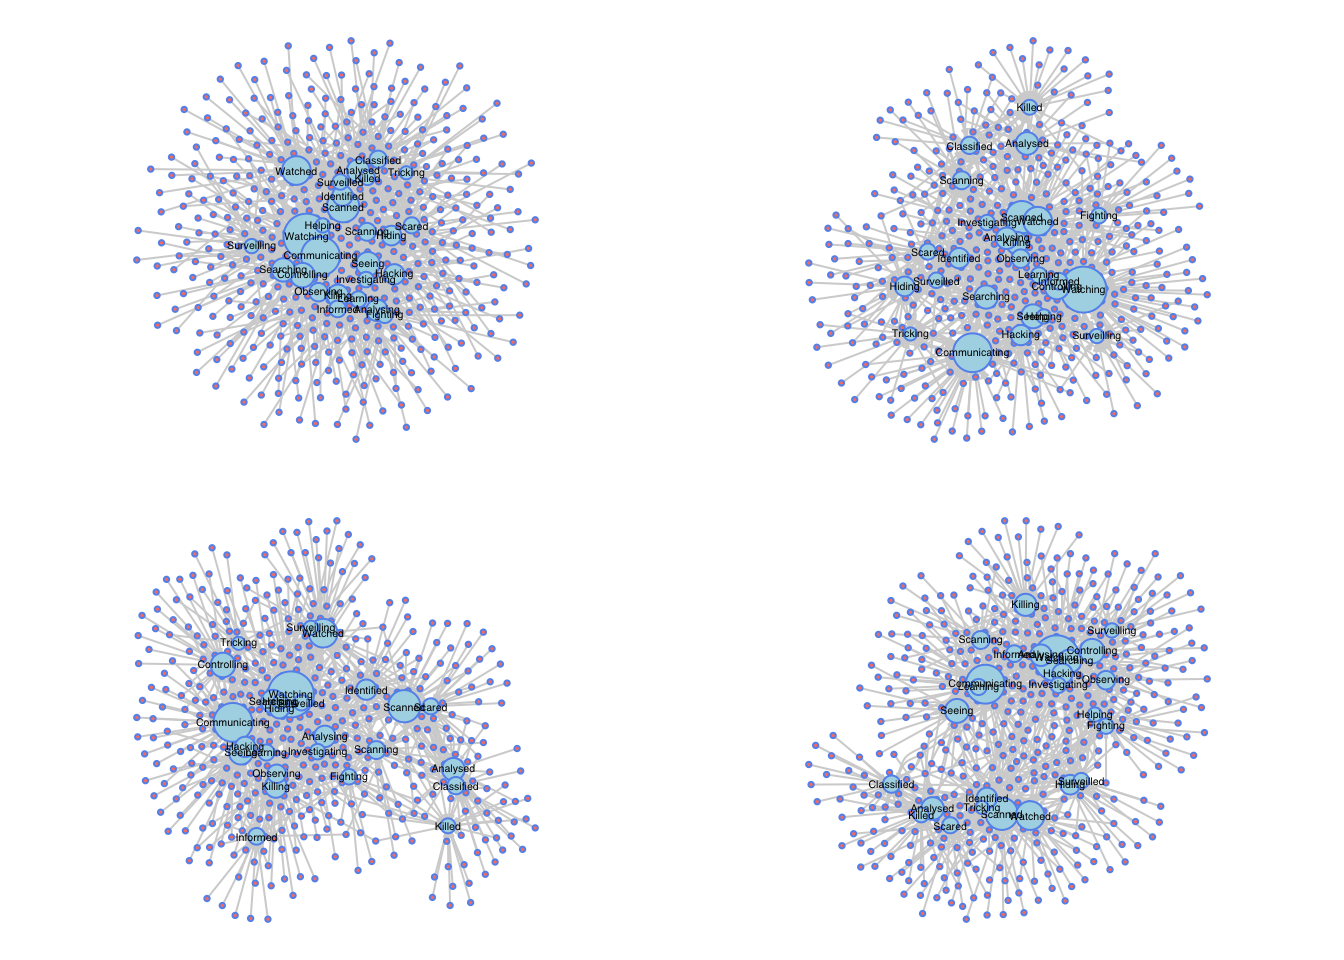 Classified
Watched
Analysed
Tricking
Killed
Surveilled
Identified
Scanned
Helping
Scared
Scanning
Hiding
Watching
Surveilling
Communicating
Seeing
Searching
Controlling
Hacking
Investigating
Observing
Killing
Learning
Informed
Analysing
Fighting
Killed
Classified
Analysed
Scanning
Scanned
Fighting
Investigating
Watched
Analysing
Killing
Scared
Identified
Observing
Learning
Surveilled
Informed
Hiding
Controlling
Watching
Searching
Seeing
Helping
Tricking
Hacking
Surveilling
Communicating
Surveilling
Watched
Tricking
Controlling
Identified
Watching
Searching
Helping
Surveilled
Hiding
Scanned
Scared
Communicating
Analysing
Hacking
Seeing
Learning
Investigating
Scanning
Observing
Fighting
Analysed
Killing
Classified
Killed
Informed
Killing
Surveilling
Scanning
Informed
Analysing
Watching
Controlling
Searching
Hacking
Communicating
Learning
Investigating
Observing
Seeing
Helping
Fighting
Classified
Surveilled
Hiding
Identified
Analysed
Tricking
Killed
Scanned
Watched
Scared